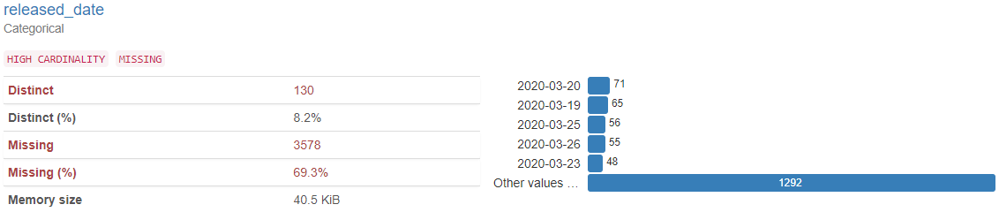 released_date
Categorical
HIGH CARDINALITY MISSING
Distinct 130
Distinct (%) 8.2%
Missing 3578
Missing (%) 69.3%
Memory size 40.5 KiB
2020-03-20 71
2020-03-19 65
2020-03-25 56
2020-03-26 55
2020-03-23 48
Other values … 1292